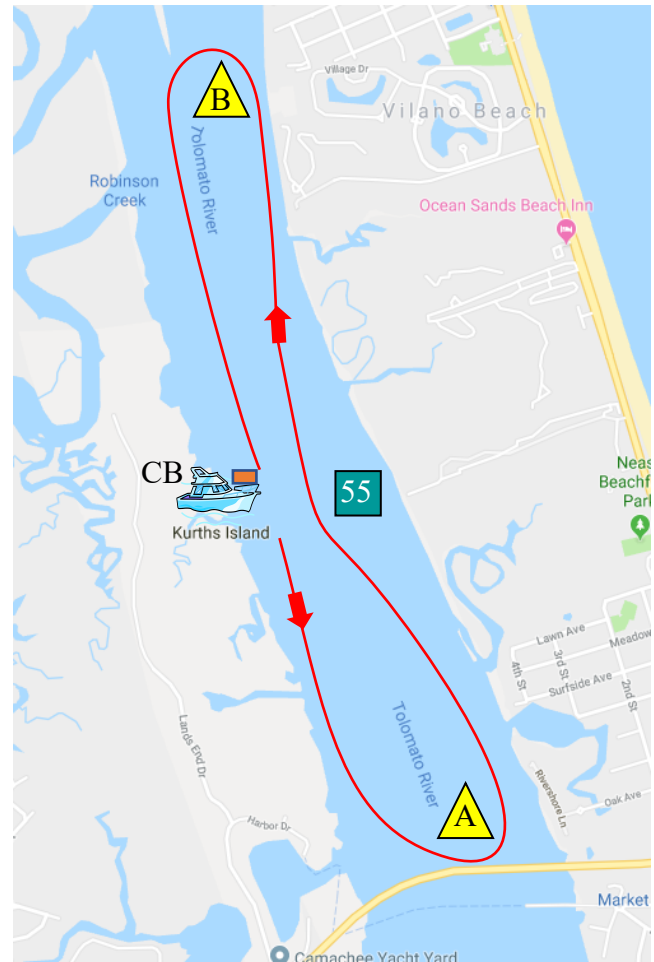 Village Dr
B
Vilano Beach
Tolomato River
Robinson
Creek
Ocean Sands Beach Inn
CB
55
Neas
Beachf
Park
Kurths Island
Lawn Ave
Meadow
3rd St
4th St
Surfside Ave
2nd St
Lands End Dr
Tolomato River
Rivershore Ln
A
Oak Ave
Harbor Dr
Market
Camachee Yacht Yard